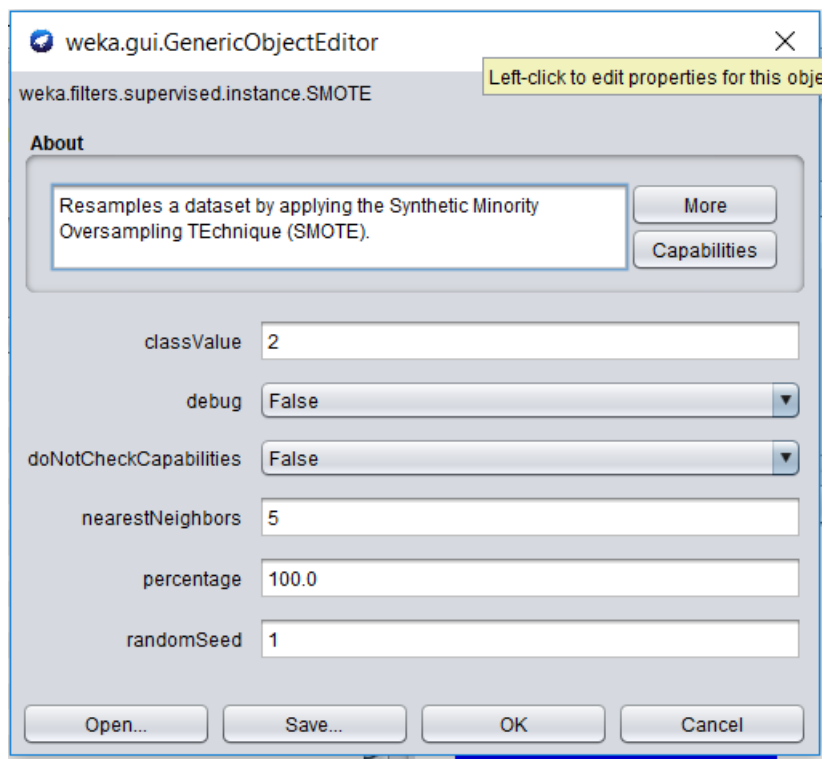 weka.gui.GenericObjectEditor
Left-click to edit properties for this obje
weka.filters.supervised.instance.SMOTE
About
Resamples a dataset by applying the Synthetic Minority
Oversampling TEchnique (SMOTE).
More
Capabilities
classValue 2
debug False
doNotCheckCapabilities False
nearestNeighbors 5
percentage 100.0
randomSeed 1
Open... Save... OK Cancel